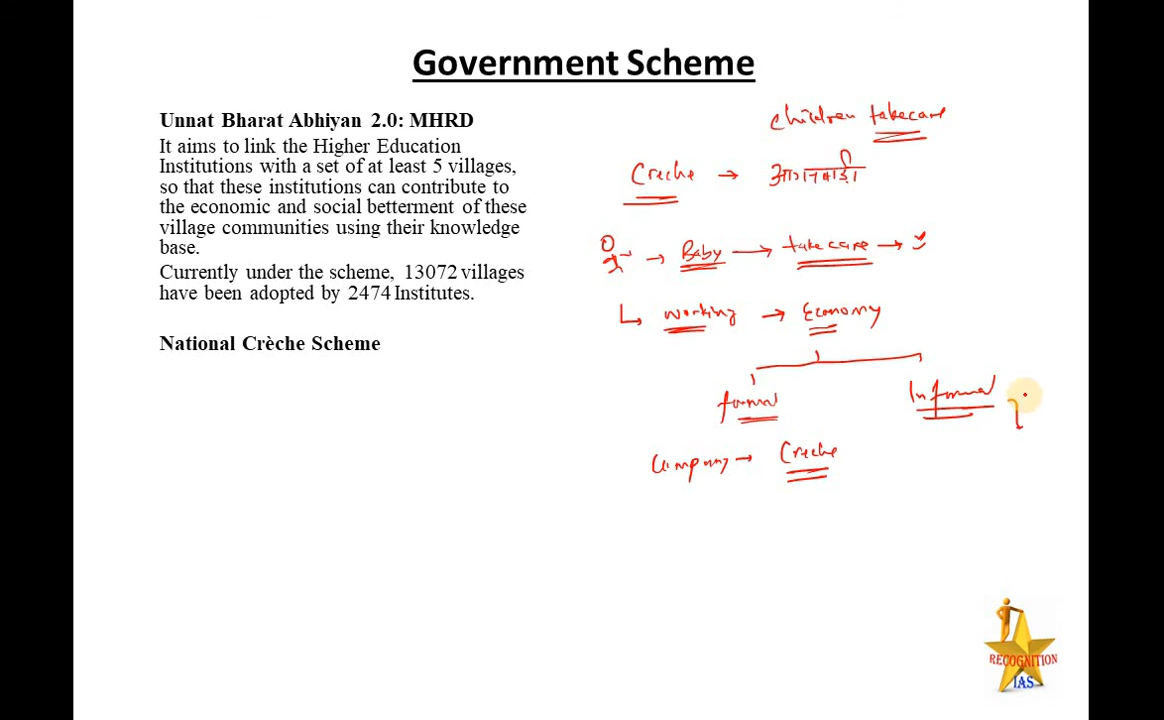 Government Scheme
Unnat Bharat Abhiyan 2.0: MHRD
It aims to link the Higher Education
Institutions with a set of at least 5 villages,
so that these institutions can contribute to
the economic and social betterment of these
village communities using their knowledge
base.
Currently under the scheme, 13072 villages
have been adopted by 2474 Institutes.
National Crèche Scheme
children takecare
Creche →
→ Baby → take care →
↳ working → Economy
formal
Informal
Company → Creche
RECOGNITION
IAS